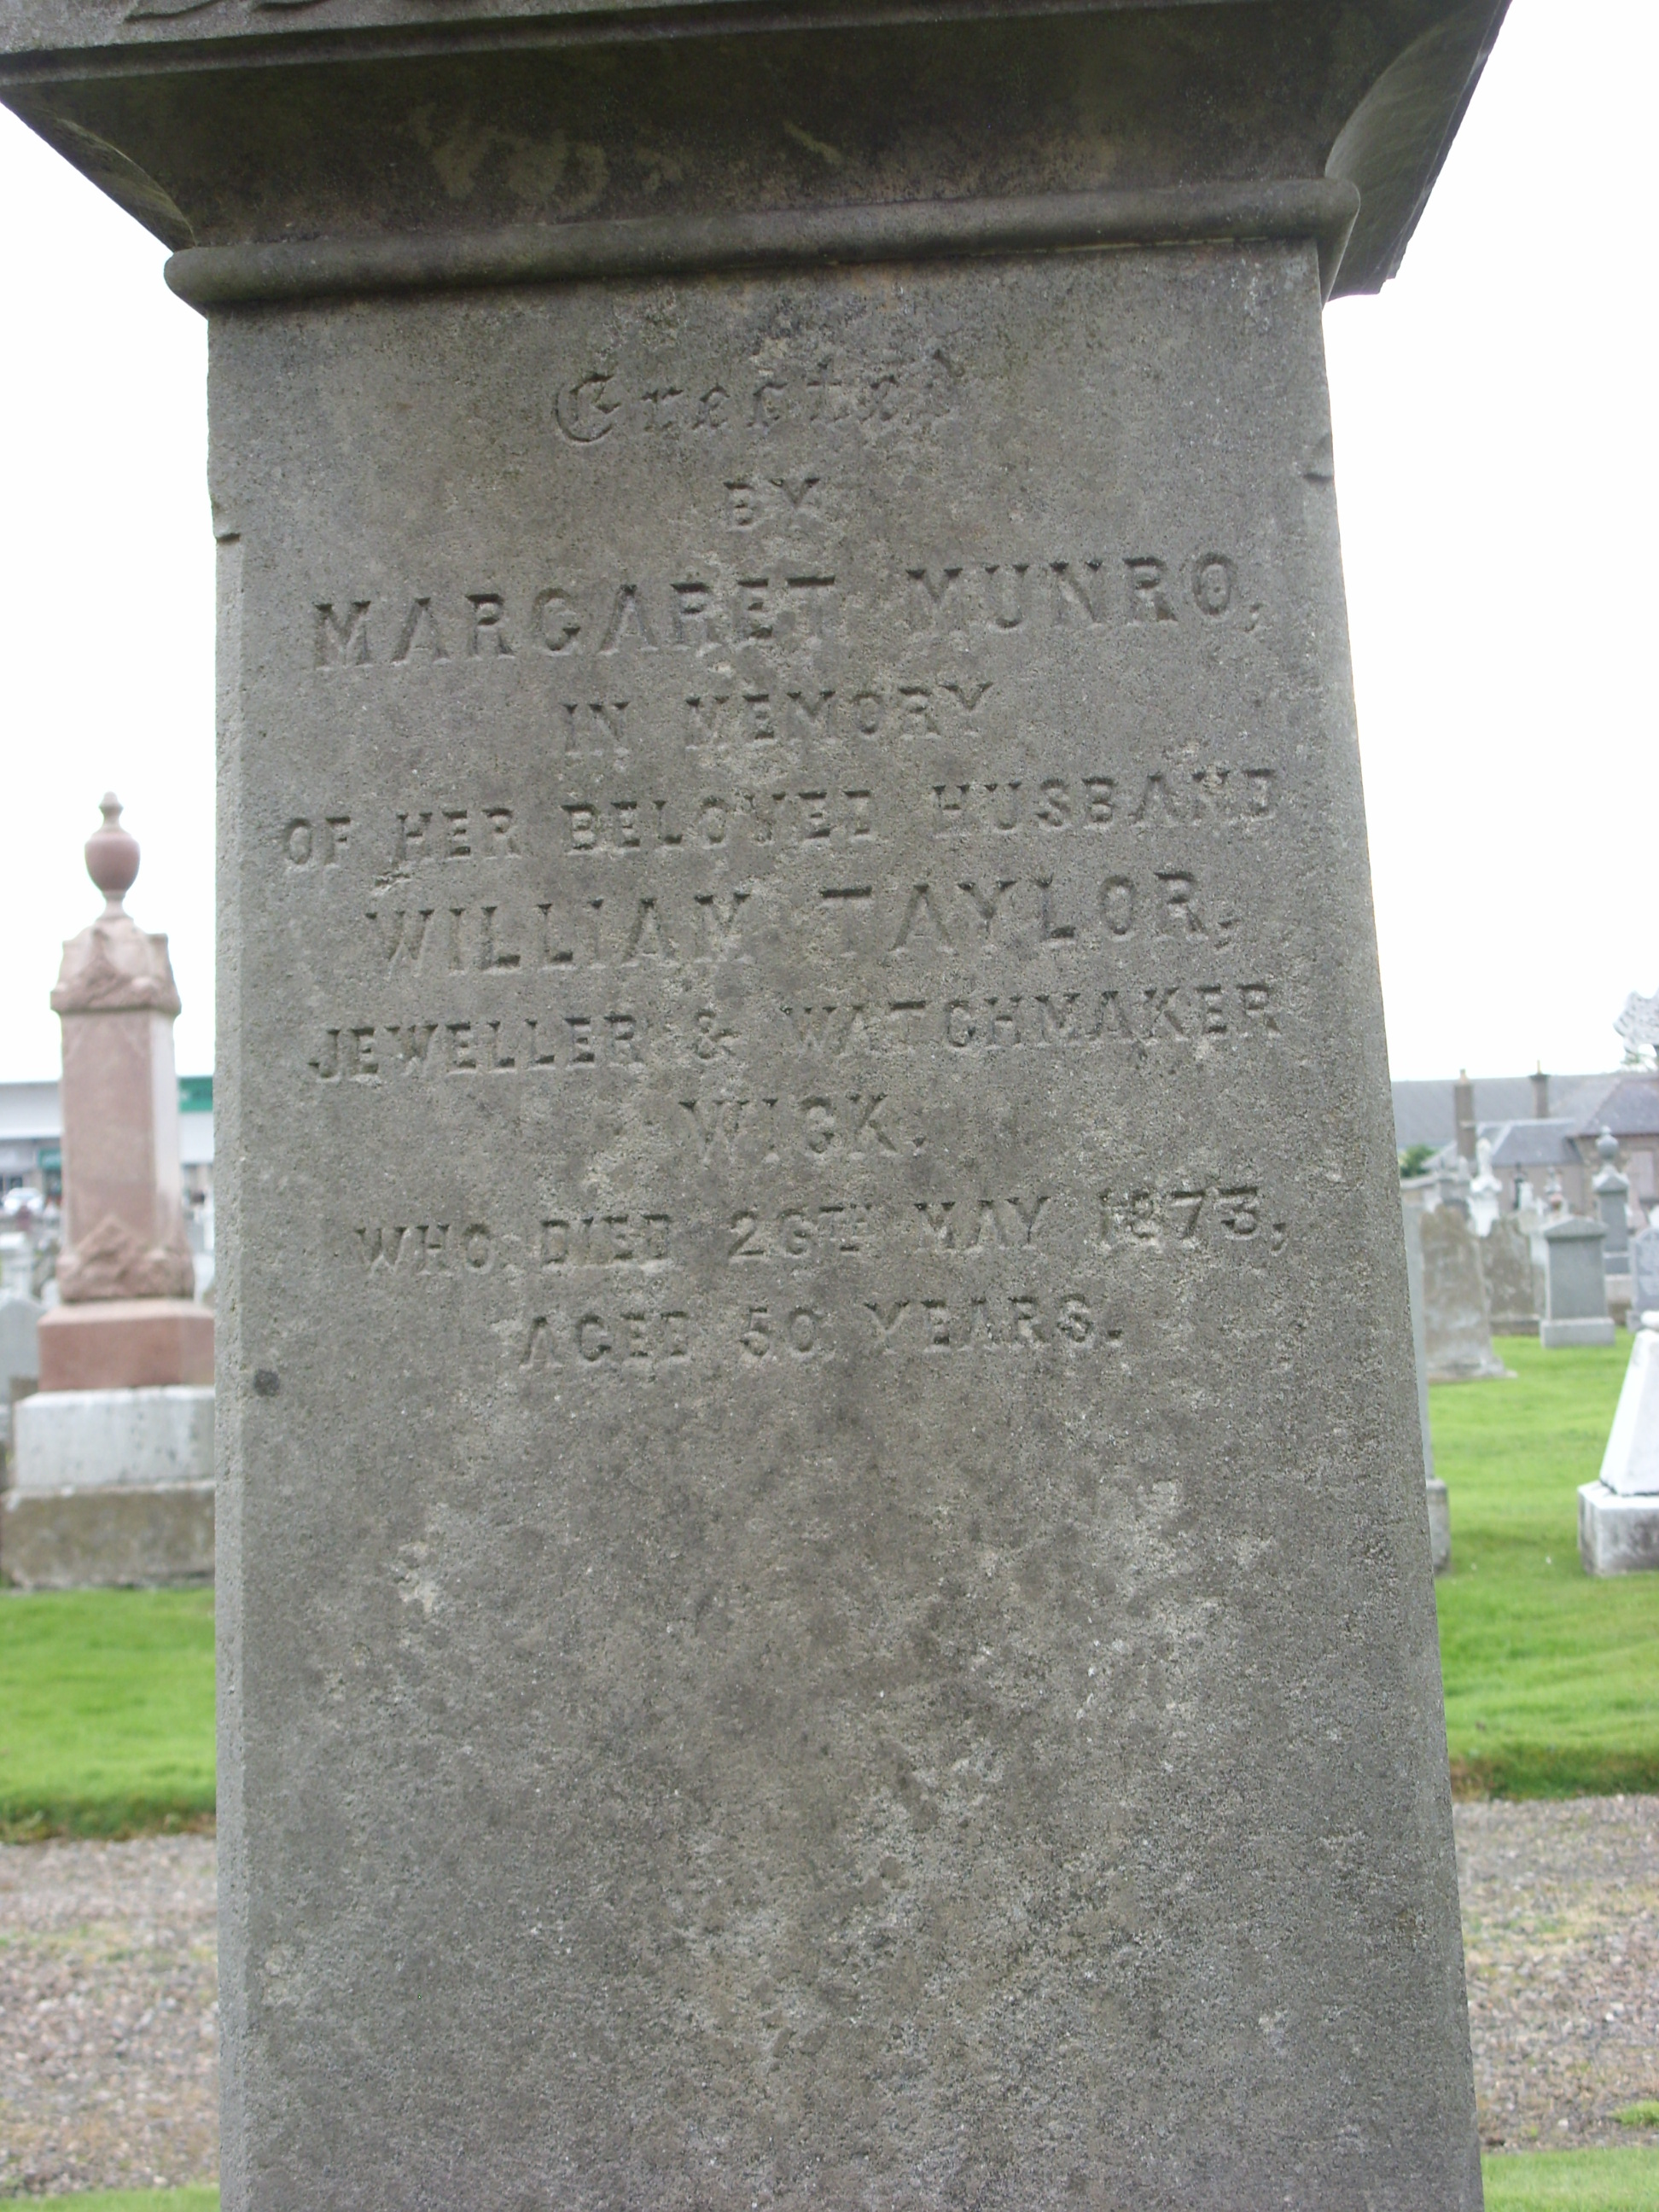 Erected
BY
MARGARET MUNRO,
IN MEMORY
OF HER BELOVED HUSBAND
WILLIAM TAYLOR,
JEWELLER & WATCHMAKER
WICK.
WHO DIED 26TH MAY 1873,
AGED 50 YEARS.